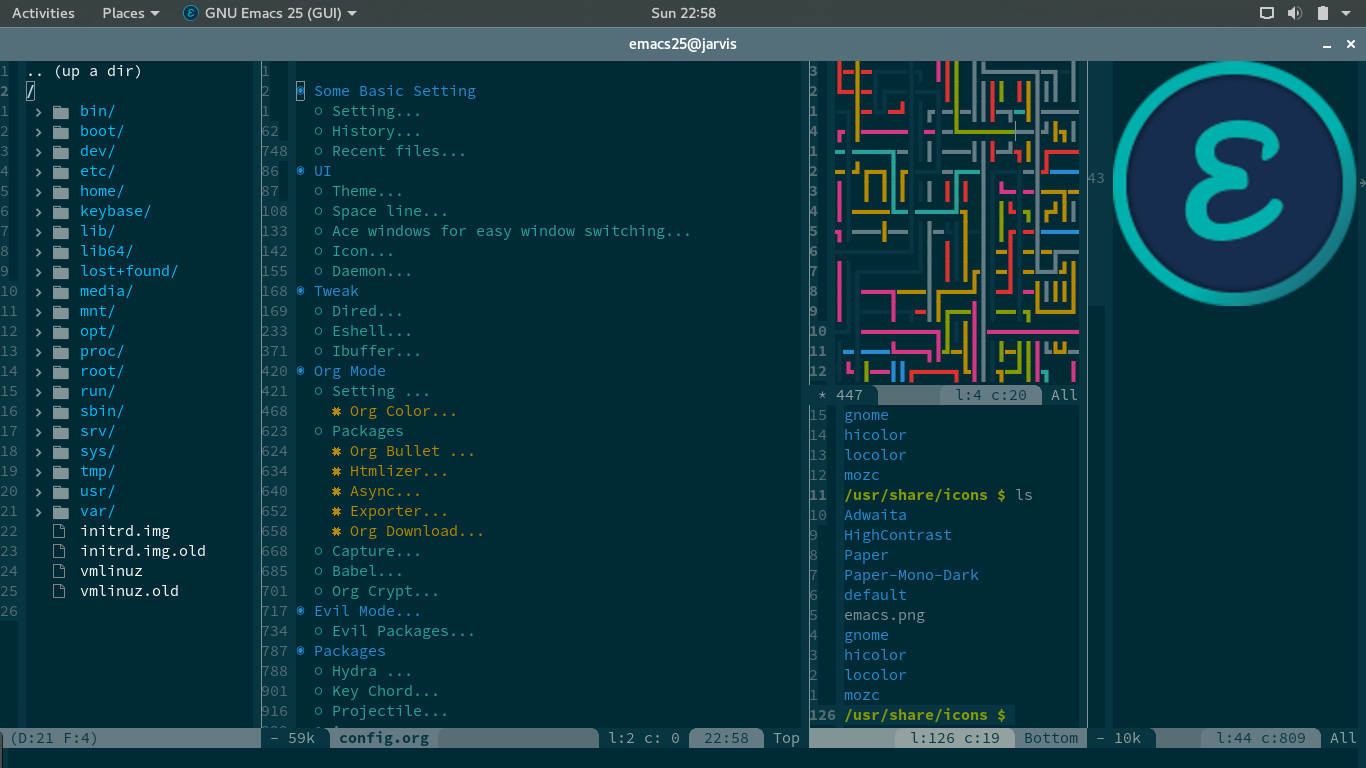 Activities Places GNU Emacs 25 (GUI) Sun 22:58
emacs25@jarvis
1 .. (up a dir)
2 /
1 bin/
2 boot/
3 dev/
4 etc/
5 home/
6 keybase/
7 lib/
8 lib64/
9 lost+found/
10 media/
11 mnt/
12 opt/
13 proc/
14 root/
15 run/
16 sbin/
17 srv/
18 sys/
19 tmp/
20 usr/
21 var/
22 initrd.img
23 initrd.img.old
24 vmlinuz
25 vmlinuz.old
26
(D:21 F:4)
1
2 Some Basic Setting
1 Setting...
62 History...
748 Recent files...
86 UI
87 Theme...
108 Space line...
133 Ace windows for easy window switching...
142 Icon...
155 Daemon...
168 Tweak
169 Dired...
233 Eshell...
371 Ibuffer...
420 Org Mode
421 Setting ...
468 Org Color...
623 Packages
624 Org Bullet ...
634 Htmlizer...
640 Async...
652 Exporter...
658 Org Download...
668 Capture...
685 Babel...
701 Org Crypt...
717 Evil Mode...
734 Evil Packages...
787 Packages
788 Hydra ...
901 Key Chord...
916 Projectile...
- 59k config.org l:2 c: 0 22:58 Top
3
2
1
4
1
2
3
4
5
6
7
8
9
10
11
12
* 447 l:4 c:20 All
15 gnome
14 hicolor
13 locolor
12 mozc
11 /usr/share/icons $ ls
10 Adwaita
9 HighContrast
8 Paper
7 Paper-Mono-Dark
6 default
5 emacs.png
4 gnome
3 hicolor
2 locolor
1 mozc
126 /usr/share/icons $
l:126 c:19 Bottom
43
- 10k l:44 c:809 All